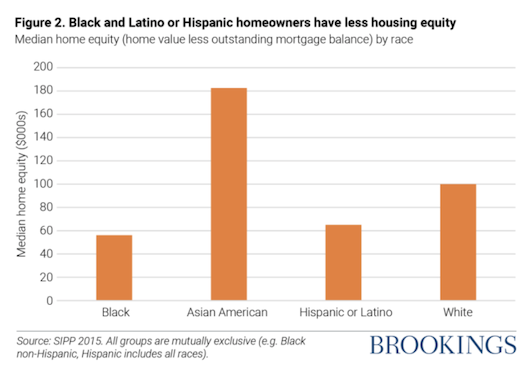 Figure 2. Black and Latino or Hispanic homeowners have less housing equity
Median home equity (home value less outstanding mortgage balance) by race
Median home equity ($000s)
200
180
160
140
120
100
80
60
40
20
0
Black
Asian American
Hispanic or Latino
White
Source: SIPP 2015. All groups are mutually exclusive (e.g. Black
non-Hispanic, Hispanic includes all races).
BROOKINGS